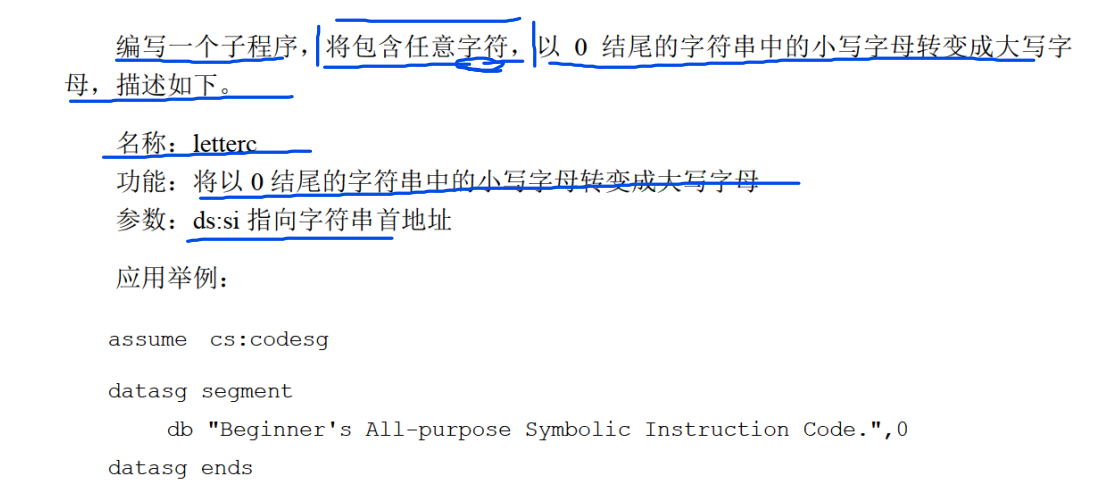 编写一个子程序，将包含任意字符，以 0 结尾的字符串中的小写字母转变成大写字
母，描述如下。
名称：letterc
功能：将以 0 结尾的字符串中的小写字母转变成大写字母
参数：ds:si 指向字符串首地址
应用举例：
assume cs:codesg
datasg segment
db "Beginner's All-purpose Symbolic Instruction Code.",0
datasg ends